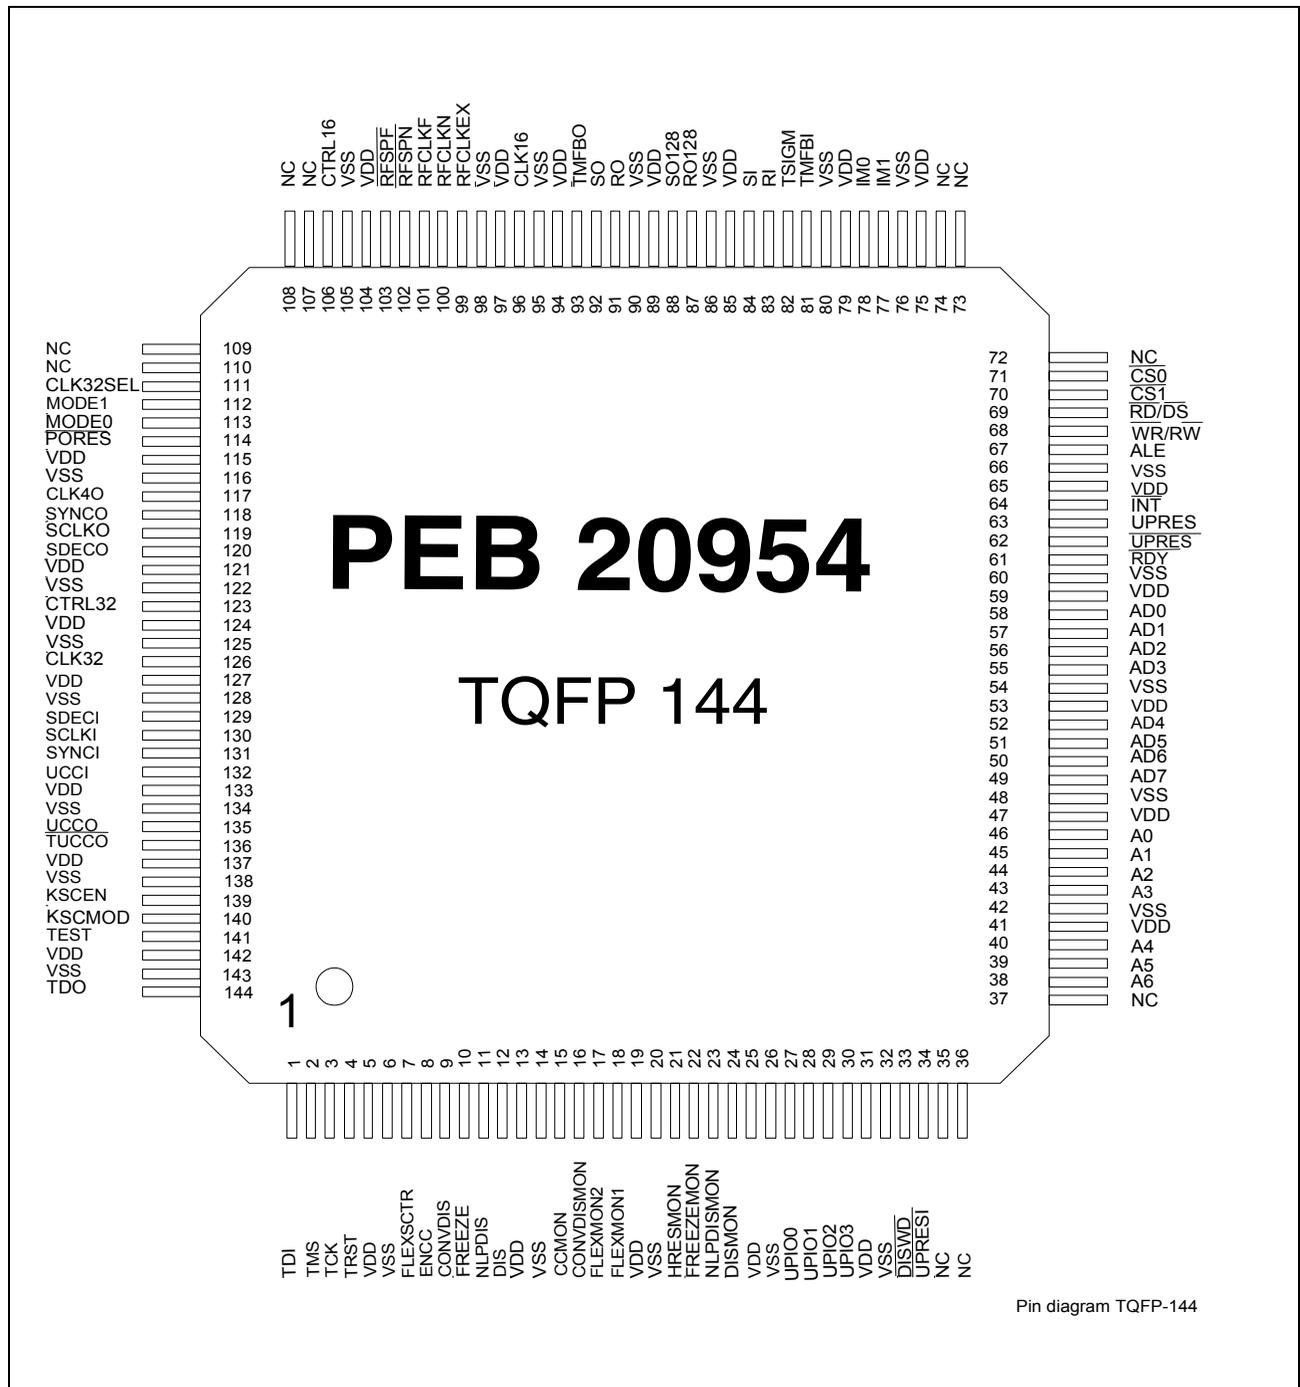 NC
NC
CTRL16
VSS
VDD
RFSPF
RFSPN
RFCLKF
RFCLKN
RFCLKEX
VSS
VDD
CLK16
VSS
VDD
TMFBO
SO
RO
VSS
VDD
SO128
RO128
VSS
VDD
SI
RI
TSIGM
TMFBI
VSS
VDD
IM0
IM1
VSS
VDD
NC
NC
108
107
106
105
104
103
102
101
100
99
98
97
96
95
94
93
92
91
90
89
88
87
86
85
84
83
82
81
80
79
78
77
76
75
74
73
NC 109
NC 110
CLK32SEL 111
MODE1 112
MODE0 113
PORES 114
VDD 115
VSS 116
CLK4O 117
SYNCO 118
SCLKO 119
SDECO 120
VDD 121
VSS 122
CTRL32 123
VDD 124
VSS 125
CLK32 126
VDD 127
VSS 128
SDECI 129
SCLKI 130
SYNCI 131
UCCI 132
VDD 133
VSS 134
UCCO 135
TUCCO 136
VDD 137
VSS 138
KSCEN 139
KSCMOD 140
TEST 141
VDD 142
VSS 143
TDO 144
PEB 20954
TQFP 144
72 NC
71 CS0
70 CS1
69 RD/DS
68 WR/RW
67 ALE
66 VSS
65 VDD
64 INT
63 UPRES
62 UPRES
61 RDY
60 VSS
59 VDD
58 AD0
57 AD1
56 AD2
55 AD3
54 VSS
53 VDD
52 AD4
51 AD5
50 AD6
49 AD7
48 VSS
47 VDD
46 A0
45 A1
44 A2
43 A3
42 VSS
41 VDD
40 A4
39 A5
38 A6
37 NC
1
1
2
3
4
5
6
7
8
9
10
11
12
13
14
15
16
17
18
19
20
21
22
23
24
25
26
27
28
29
30
31
32
33
34
35
36
TDI
TMS
TCK
TRST
VDD
VSS
FLEXSCTR
ENCC
CONVDIS
FREEZE
NLPDIS
DIS
VDD
VSS
CCMON
CONVDISMON
FLEXMON2
FLEXMON1
VDD
VSS
HRESMON
FREEZEMON
NLPDISMON
DISMON
VDD
VSS
UPIO0
UPIO1
UPIO2
UPIO3
VDD
VSS
DISWD
UPRESI
NC
NC
Pin diagram TQFP-144